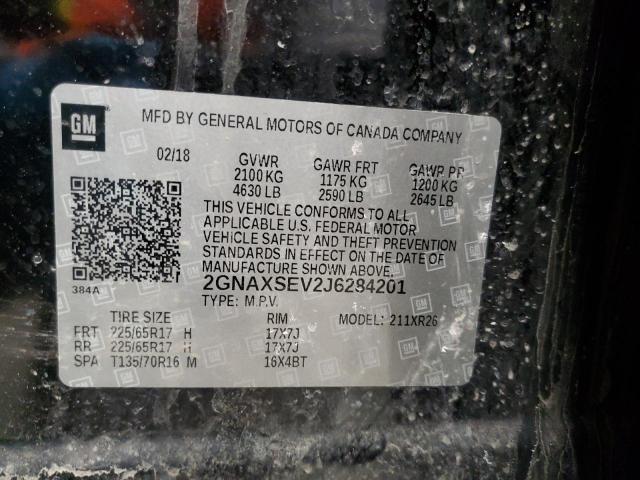 GM
MFD BY GENERAL MOTORS OF CANADA COMPANY
02/18 GVWR GAWR FRT GAWR RR
2100 KG 1175 KG 1200 KG
4630 LB 2590 LB 2645 LB
THIS VEHICLE CONFORMS TO ALL
APPLICABLE U.S. FEDERAL MOTOR
VEHICLE SAFETY AND THEFT PREVENTION
STANDARDS IN EFFECT ON THE DATE OF
MANUFACTURE SHOWN ABOVE.
384A 2GNAXSEV2J6284201
TYPE: M.P.V.
TIRE SIZE RIM MODEL: 211XR26
FRT 225/65R17 H 17X7J
RR 225/65R17 H 17X7J
SPA T135/70R16 M 16X4BT